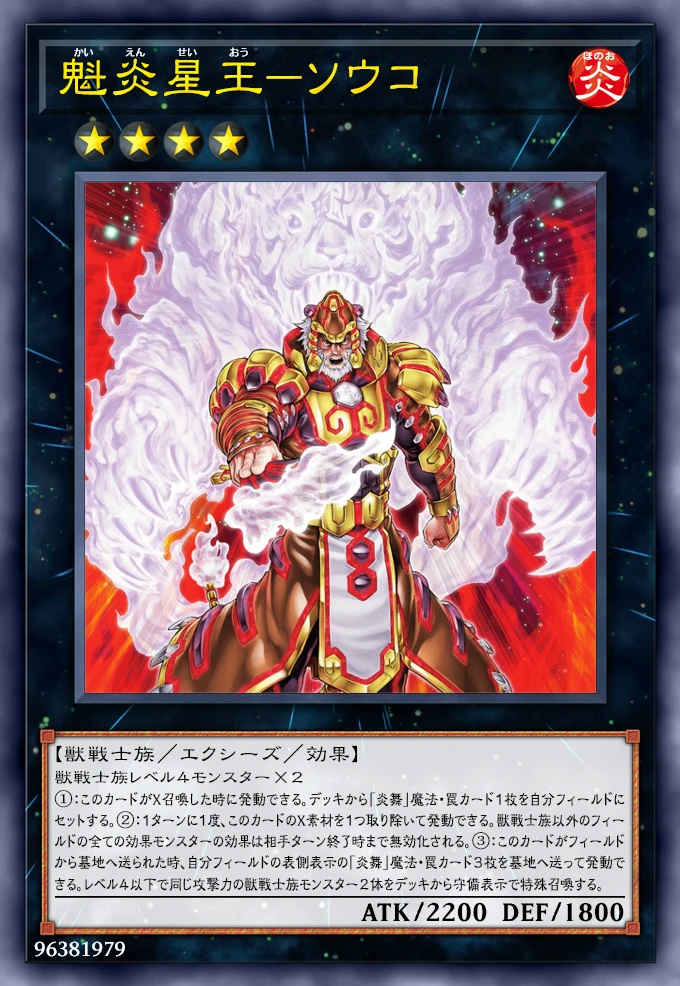 かい えん せい おう
魁炎星王－ソウコ
ほのお
炎
【獣戦士族／エクシーズ／効果】
獣戦士族レベル４モンスター×２
①:このカードがX召喚した時に発動できる。デッキから「炎舞」魔法・罠カード１枚を自分フィールドに
セットする。②:１ターンに１度、このカードのX素材を１つ取り除いて発動できる。獣戦士族以外のフィー
ルドの全ての効果モンスターの効果は相手ターン終了時まで無効化される。③:このカードがフィールド
から墓地へ送られた時、自分フィールドの表側表示の「炎舞」魔法・罠カード３枚を墓地へ送って発動で
きる。レベル４以下で同じ攻撃力の獣戦士族モンスター２体をデッキから守備表示で特殊召喚する。
ATK/2200 DEF/1800
96381979